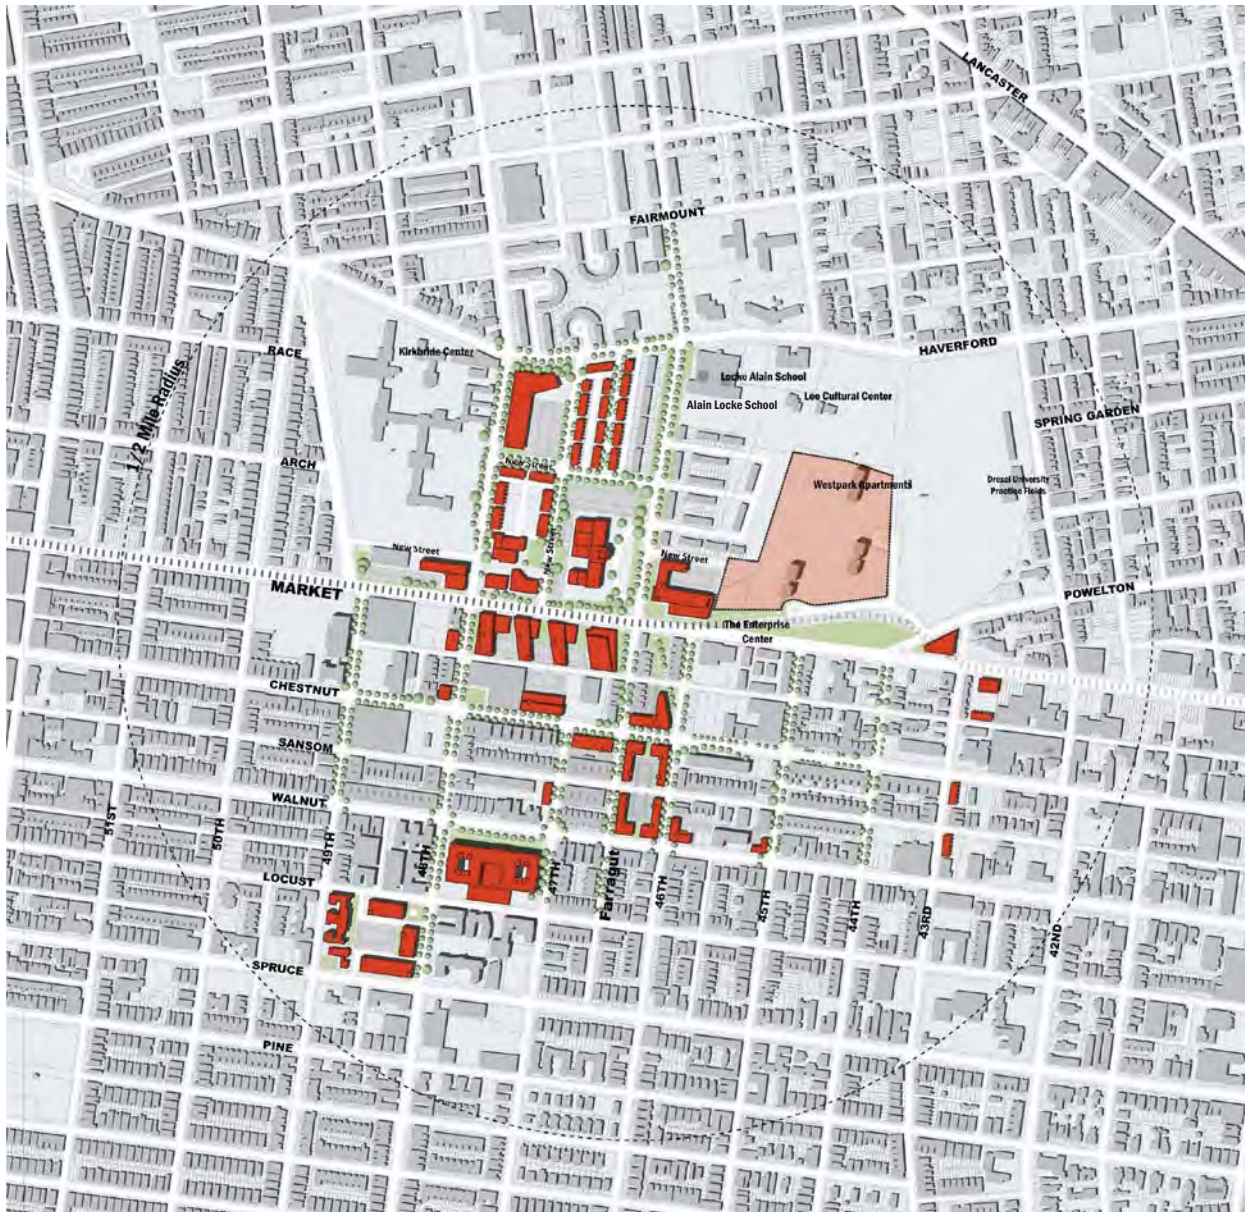 LANCASTER
FAIRMOUNT
HAVERFORD
RACE
Kirkbride Center
1/2 Mile Radius
Locke Alain School
Lee Cultural Center
Alain Locke School
SPRING GARDEN
ARCH
New Street
Westpark Apartments
Drexel University
Practice Fields
New Street
New Street
New Street
MARKET
POWELTON
The Enterprise
Center
CHESTNUT
SANSOM
WALNUT
51ST
50TH
49TH
48TH
47TH
Farragut
46TH
45TH
44TH
43RD
42ND
LOCUST
SPRUCE
PINE